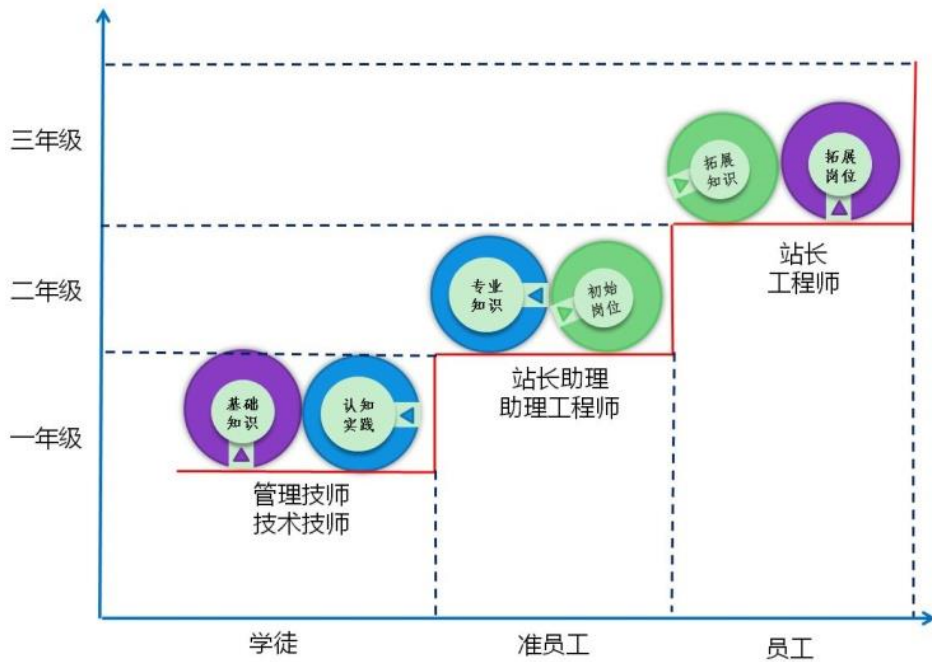 三年级
拓展
知识
拓展
岗位
站长
工程师
二年级
专业
知识
初始
岗位
站长助理
助理工程师
一年级
基础
知识
认知
实践
管理技师
技术技师
学徒
准员工
员工